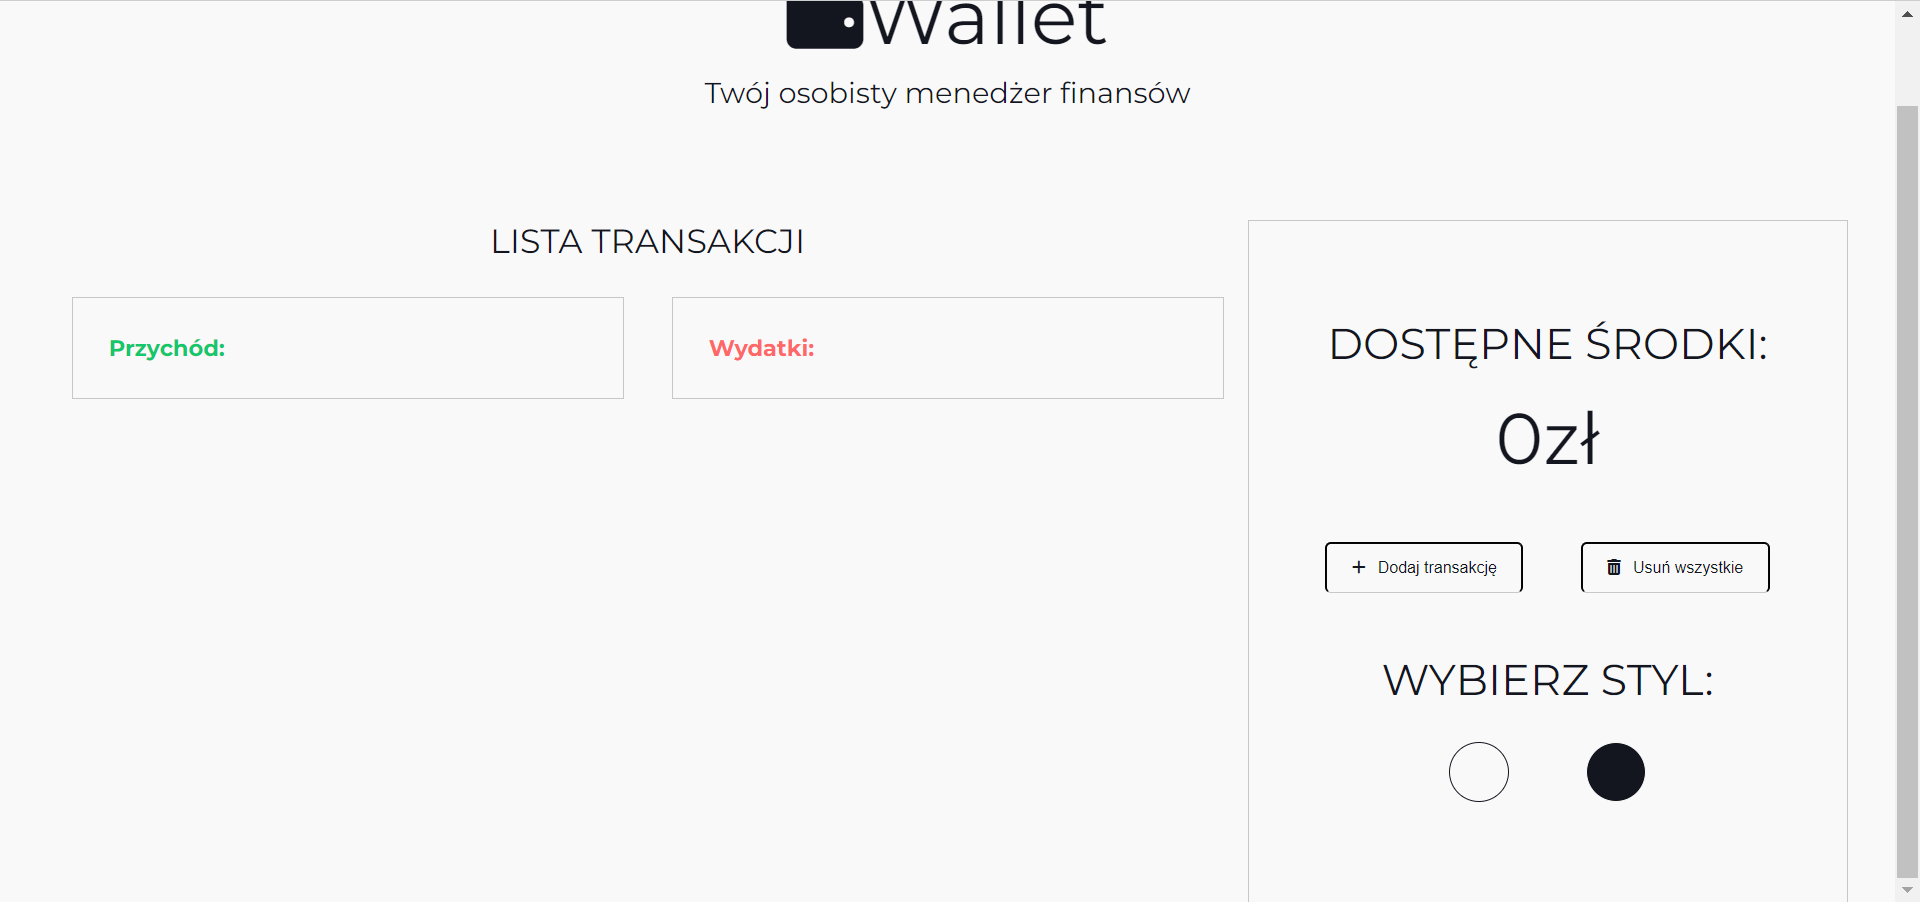 Wallet
Twój osobisty menedżer finansów
LISTA TRANSAKCJI
Przychód:
Wydatki:
DOSTĘPNE ŚRODKI:
0zł
Dodaj transakcję
Usuń wszystkie
WYBIERZ STYL: